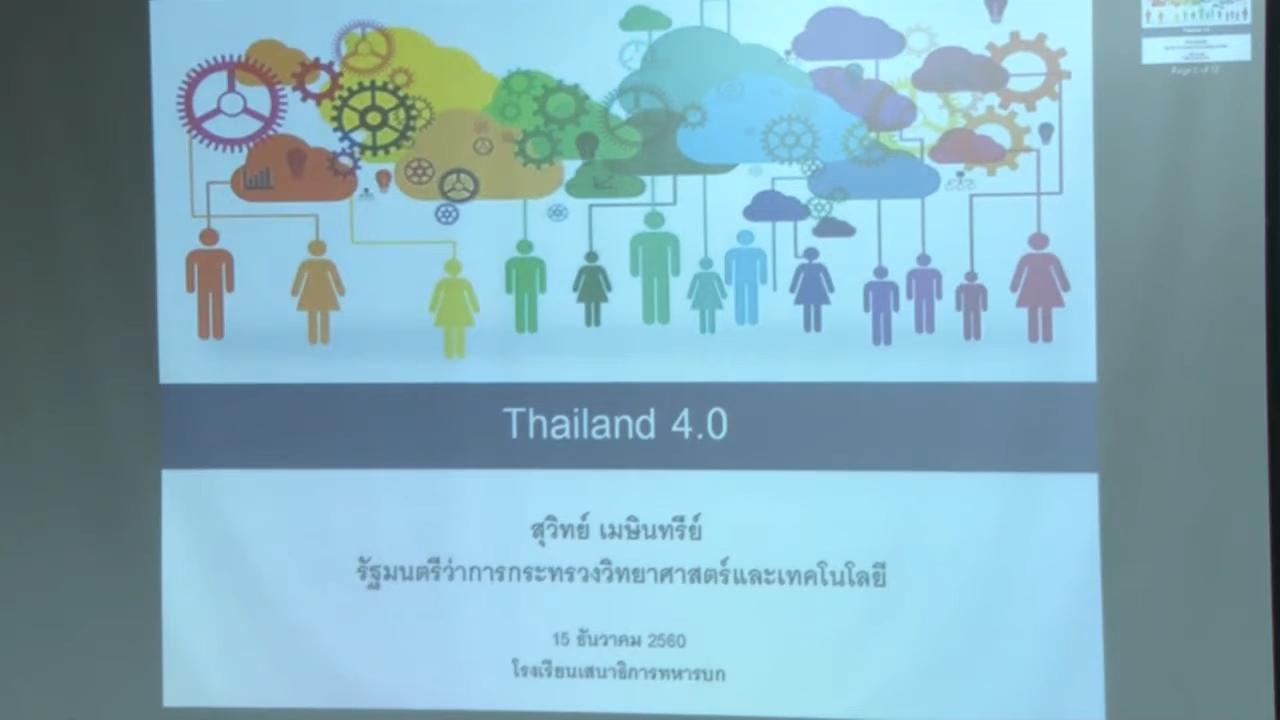 Thailand 4.0
สุวิทย์ เมษินทรีย์
รัฐมนตรีว่าการกระทรวงวิทยาศาสตร์และเทคโนโลยี
15 ธันวาคม 2560
โรงเรียนเสนาธิการทหารบก